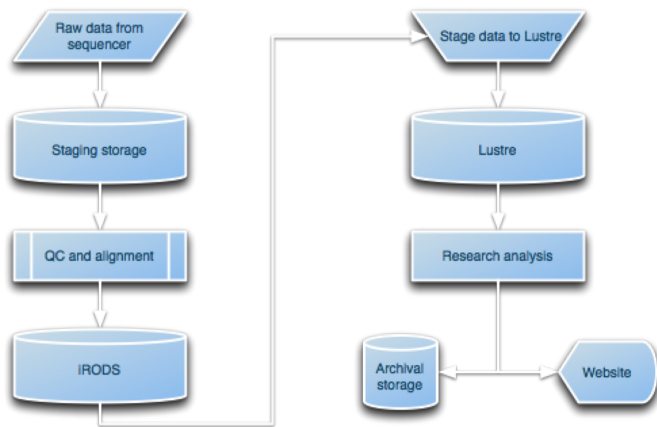 Raw data from
sequencer
Staging storage
QC and alignment
iRODS
Stage data to Lustre
Lustre
Research analysis
Archival
storage
Website